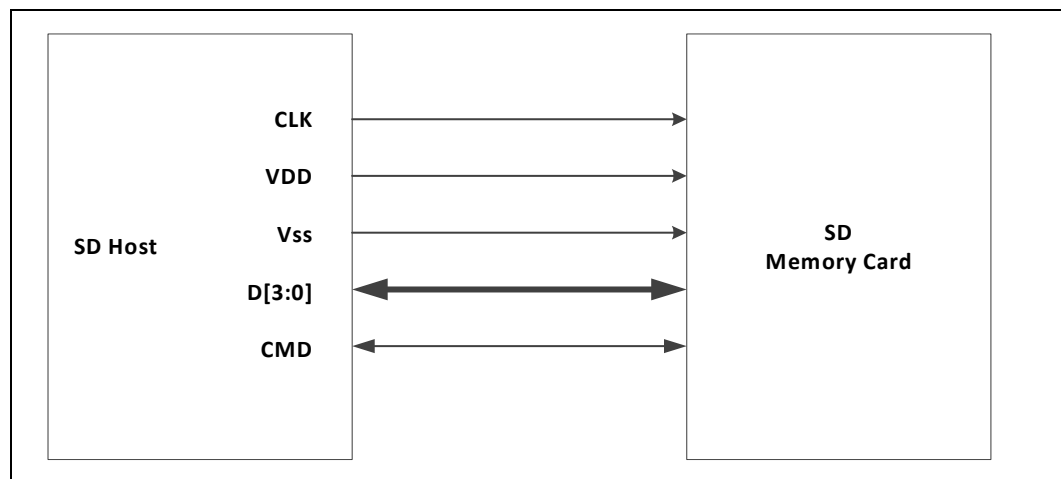 CLK
VDD
Vss
SD Host
D[3:0]
CMD
SD
Memory Card